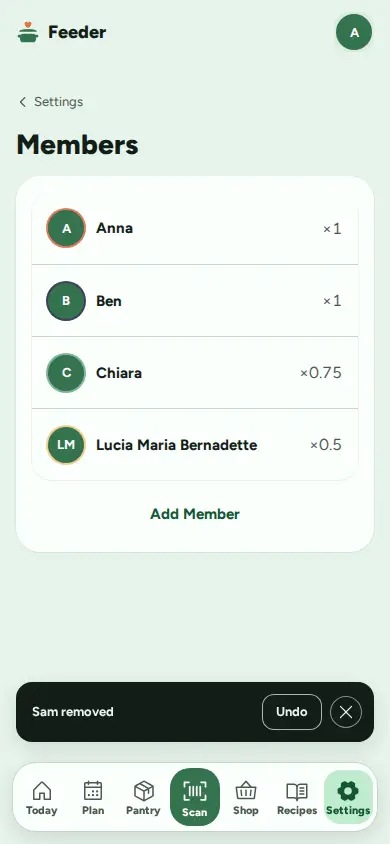 Feeder
A
Settings
Members
A Anna ×1
B Ben ×1
C Chiara ×0.75
LM Lucia Maria Bernadette ×0.5
Add Member
Sam removed Undo
Today Plan Pantry Scan Shop Recipes Settings